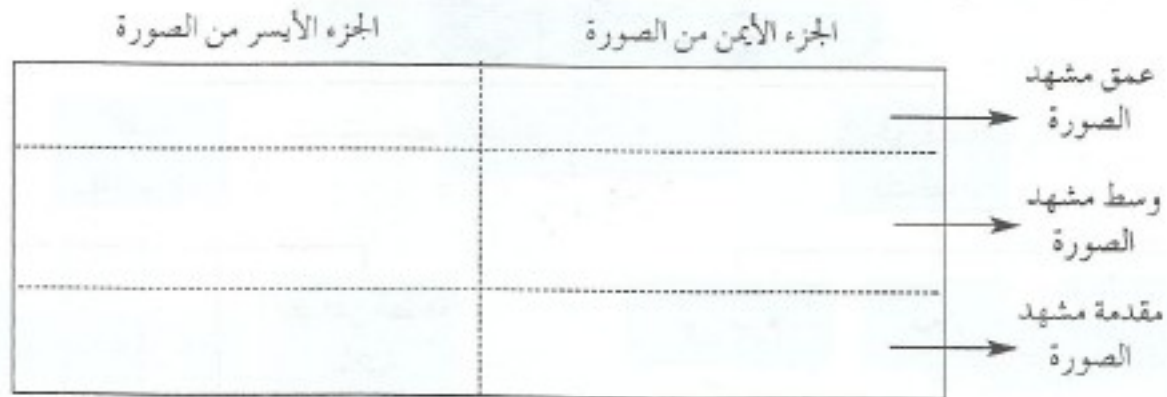 الجزء الأيمن من الصورة
الجزء الأيسر من الصورة
عمق مشهد
الصورة
وسط مشهد
الصورة
مقدمة مشهد
الصورة